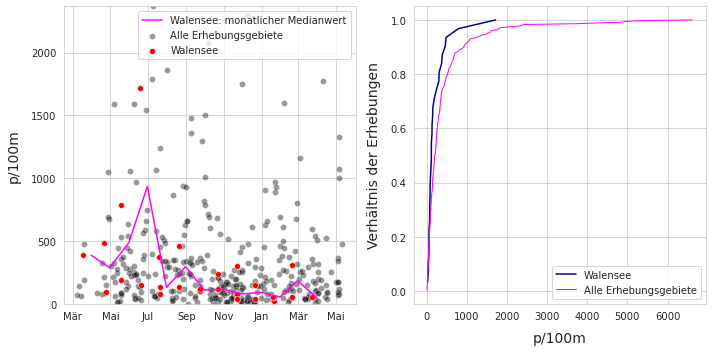 Walensee: monatlicher Medianwert
Alle Erhebungsgebiete
Walensee
p/100m
2000
1500
1000
500
0
Mär Mai Jul Sep Nov Jan Mär Mai
Verhältnis der Erhebungen
1.0
0.8
0.6
0.4
0.2
0.0
Walensee
Alle Erhebungsgebiete
0 1000 2000 3000 4000 5000 6000
p/100m